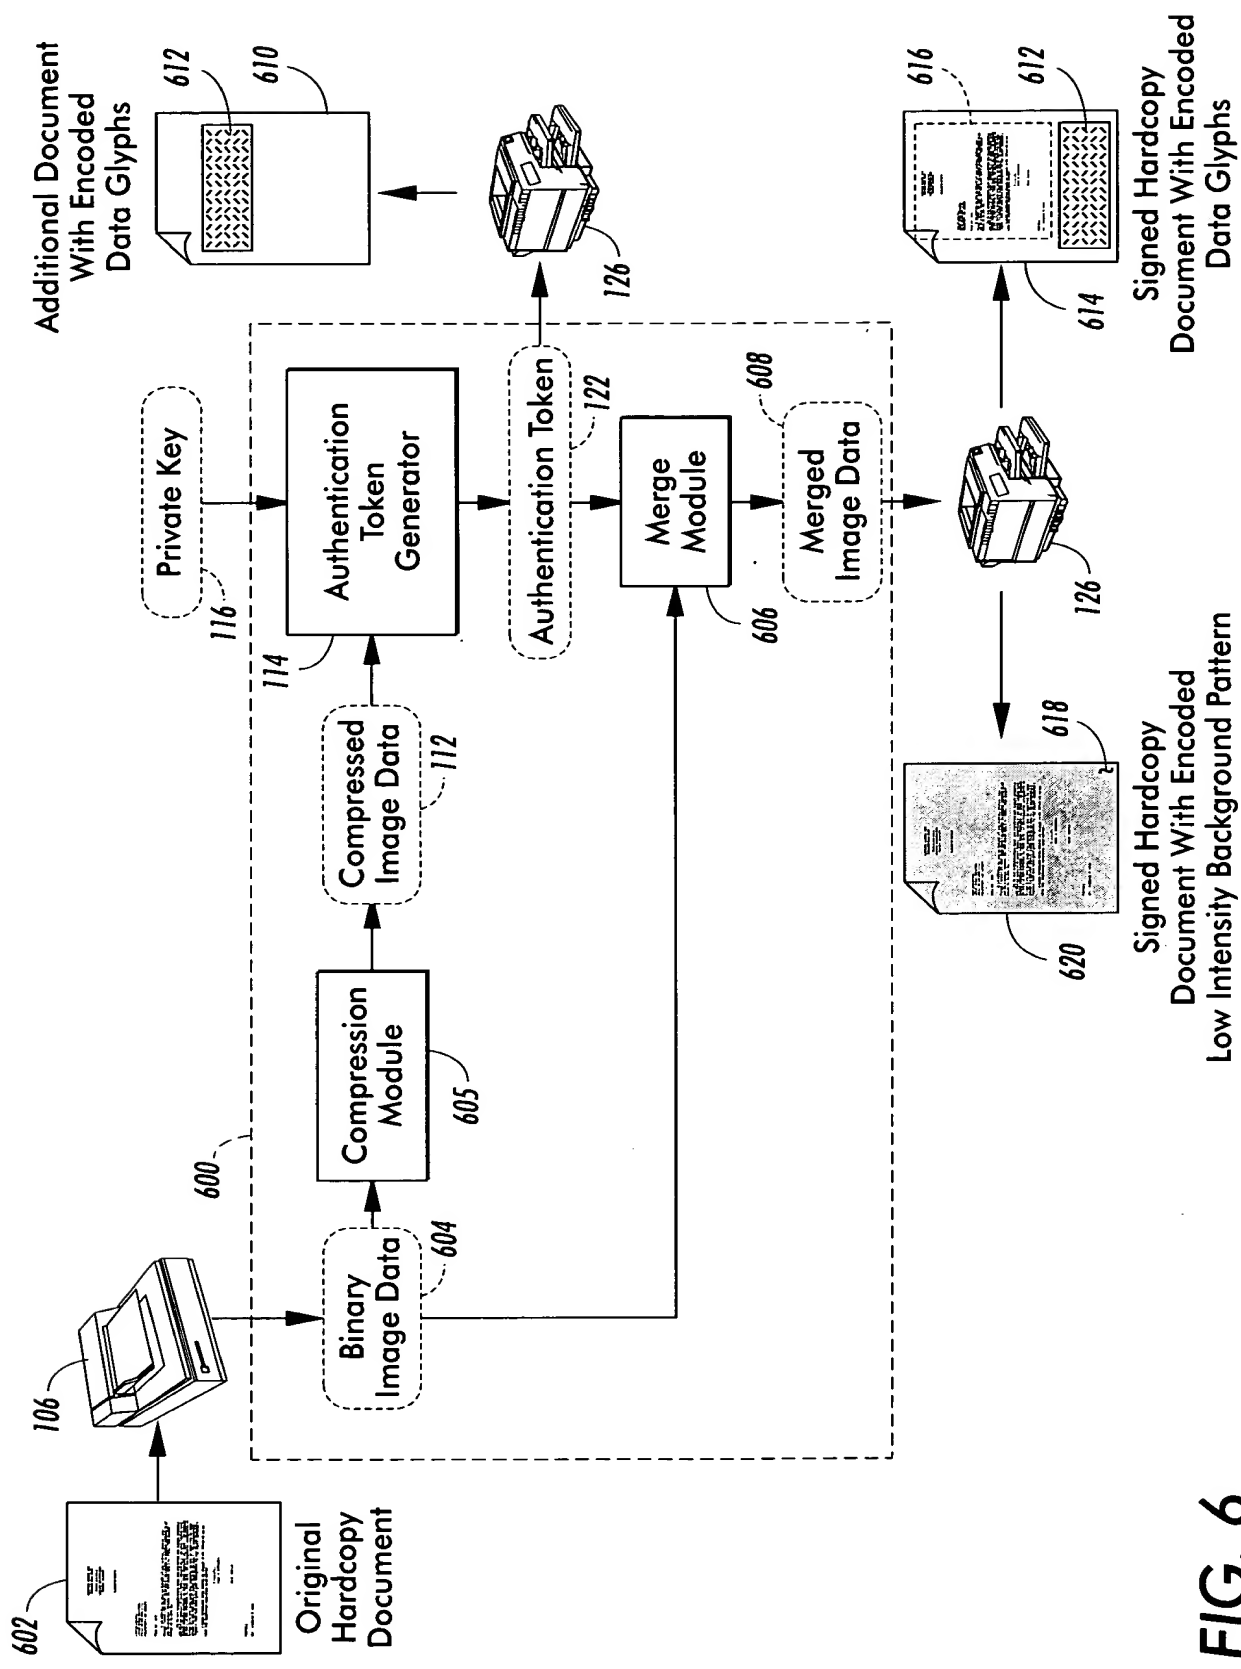 602
Original
Hardcopy
Document
106
600
Binary
Image Data
604
Compression
Module
605
Compressed
Image Data
112
Private Key
116
Authentication
Token
Generator
114
Authentication Token
122
Merge
Module
606
Merged
Image Data
608
Additional Document
With Encoded
Data Glyphs
612
610
126
126
616
612
614
Signed Hardcopy
Document With Encoded
Data Glyphs
618
620
Signed Hardcopy
Document With Encoded
Low Intensity Background Pattern
FIG. 6